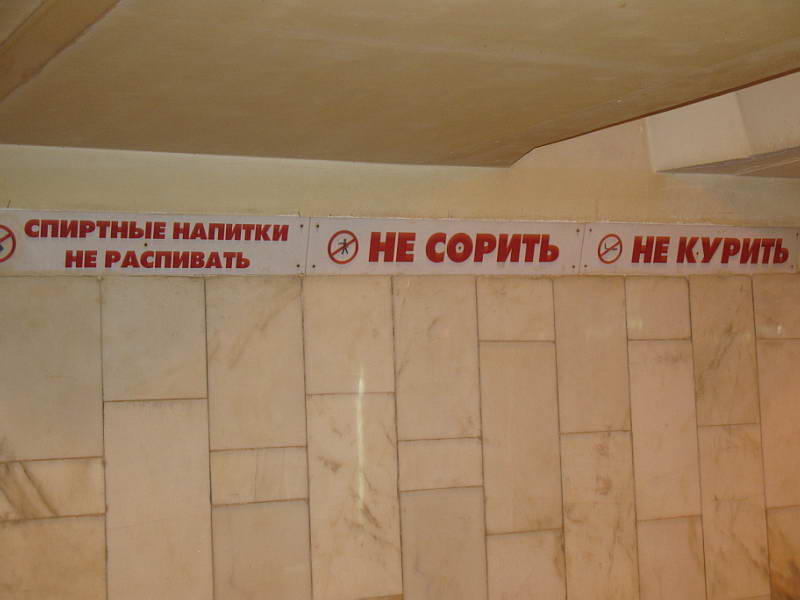 СПИРТНЫЕ НАПИТКИ
НЕ РАСПИВАТЬ
НЕ СОРИТЬ
НЕ КУРИТЬ